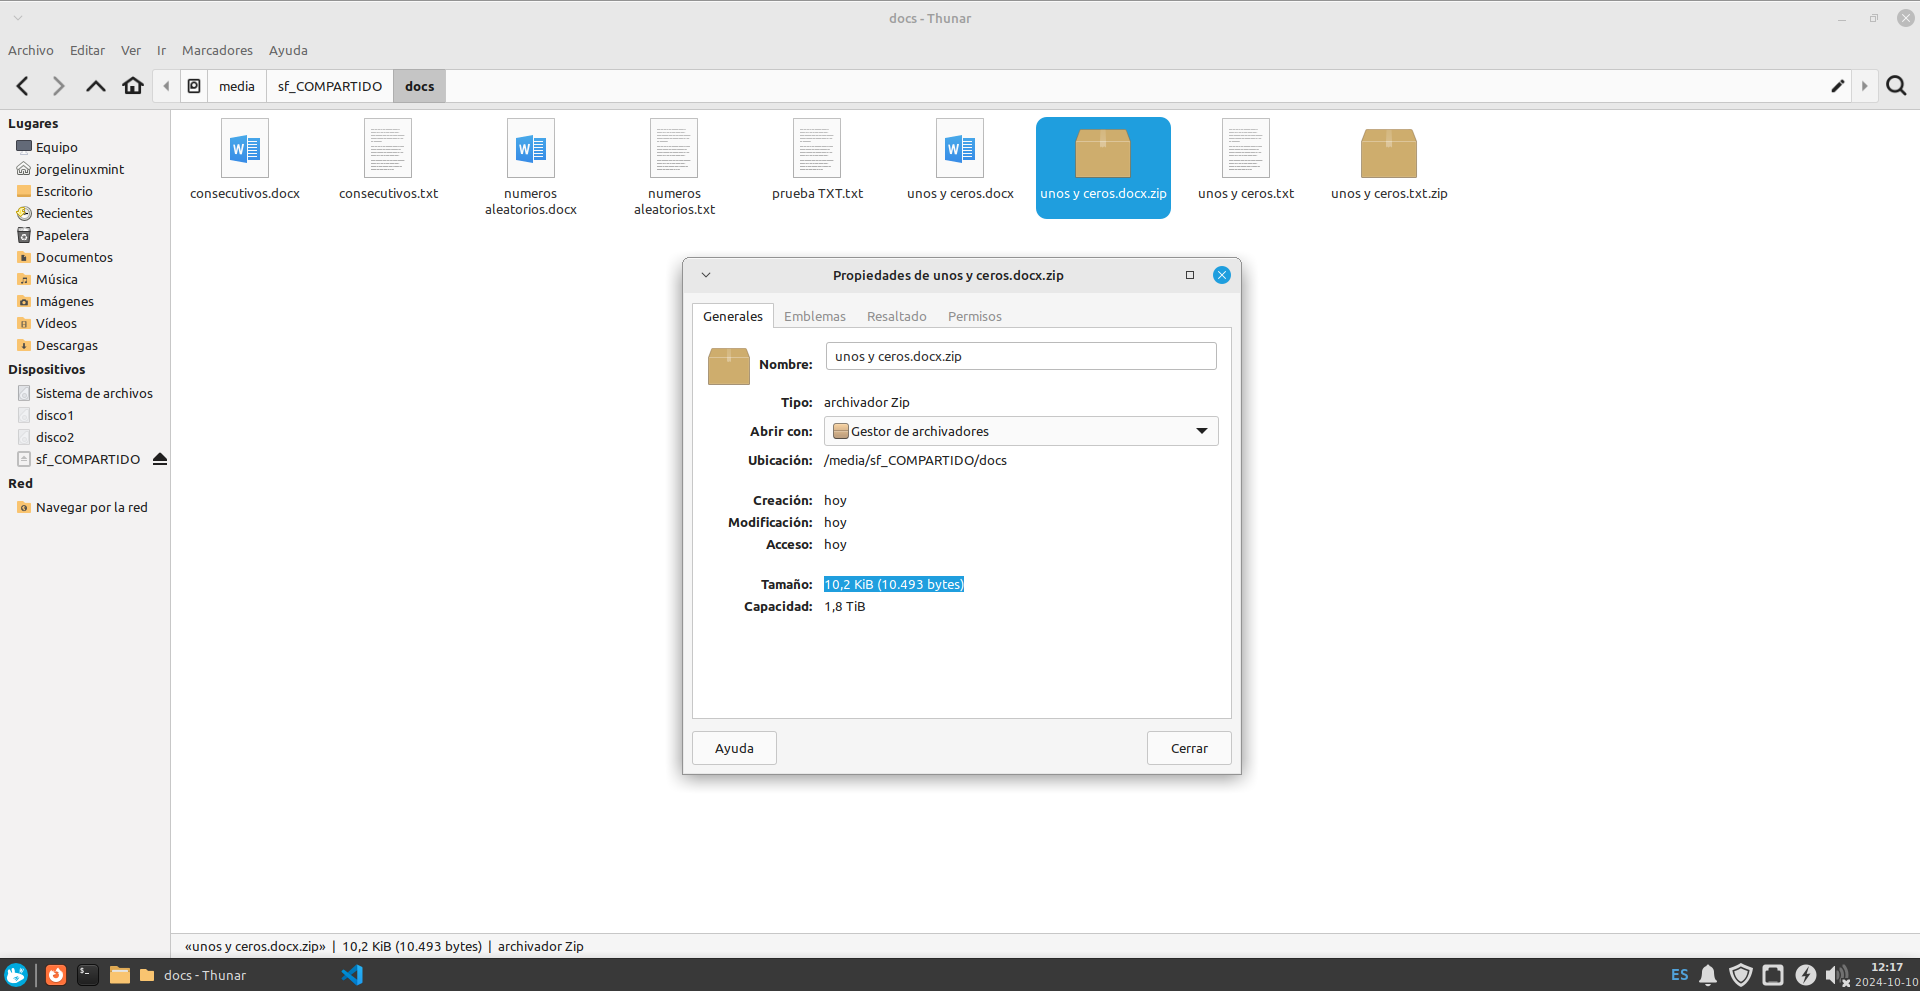 docs - Thunar
Archivo Editar Ver Ir Marcadores Ayuda
media sf_COMPARTIDO docs
Lugares
Equipo
jorgelinuxmint
Escritorio
Recientes
Papelera
Documentos
Música
Imágenes
Vídeos
Descargas
Dispositivos
Sistema de archivos
disco1
disco2
sf_COMPARTIDO
Red
Navegar por la red
consecutivos.docx
consecutivos.txt
numeros
aleatorios.docx
numeros
aleatorios.txt
prueba TXT.txt
unos y ceros.docx
unos y ceros.docx.zip
unos y ceros.txt
unos y ceros.txt.zip
Propiedades de unos y ceros.docx.zip
Generales Emblemas Resaltado Permisos
Nombre: unos y ceros.docx.zip
Tipo: archivador Zip
Abrir con: Gestor de archivadores
Ubicación: /media/sf_COMPARTIDO/docs
Creación: hoy
Modificación: hoy
Acceso: hoy
Tamaño: 10,2 KiB (10.493 bytes)
Capacidad: 1,8 TiB
Ayuda Cerrar
«unos y ceros.docx.zip» | 10,2 KiB (10.493 bytes) | archivador Zip
docs - Thunar
ES
12:17
2024-10-10